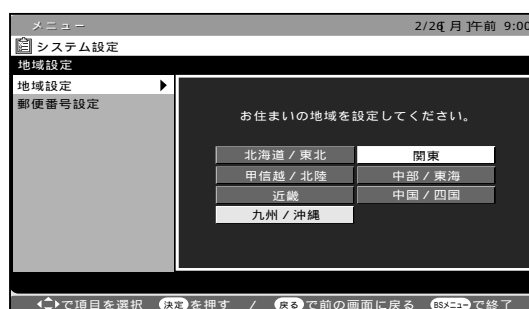 メニュー 2/26[月]午前 9:00
システム設定
地域設定
地域設定
郵便番号設定
お住まいの地域を設定してください。
北海道/東北 関東
甲信越/北陸 中部/東海
近畿 中国/四国
九州/沖縄
で項目を選択 決定を押す / 戻るで前の画面に戻る BSメニューで終了